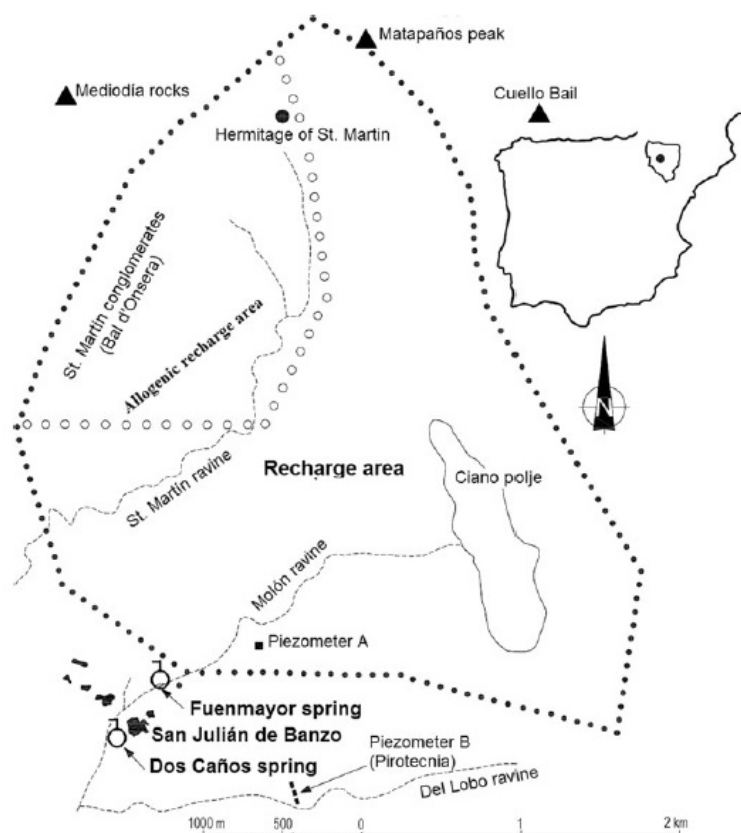 Matapaños peak
Mediodia rocks
Cuello Bail
Hermitage of St. Martin
St. Martin conglomerates
(Bal d'Onsera)
Allogenic recharge area
N
Recharge area
Ciano polje
St. Martín ravine
Molón ravine
Piezometer A
Fuenmayor spring
San Julián de Banzo
Piezometer B
(Pirotecnia)
Dos Caños spring
Del Lobo ravine
1000 m 500 0 1 2 km